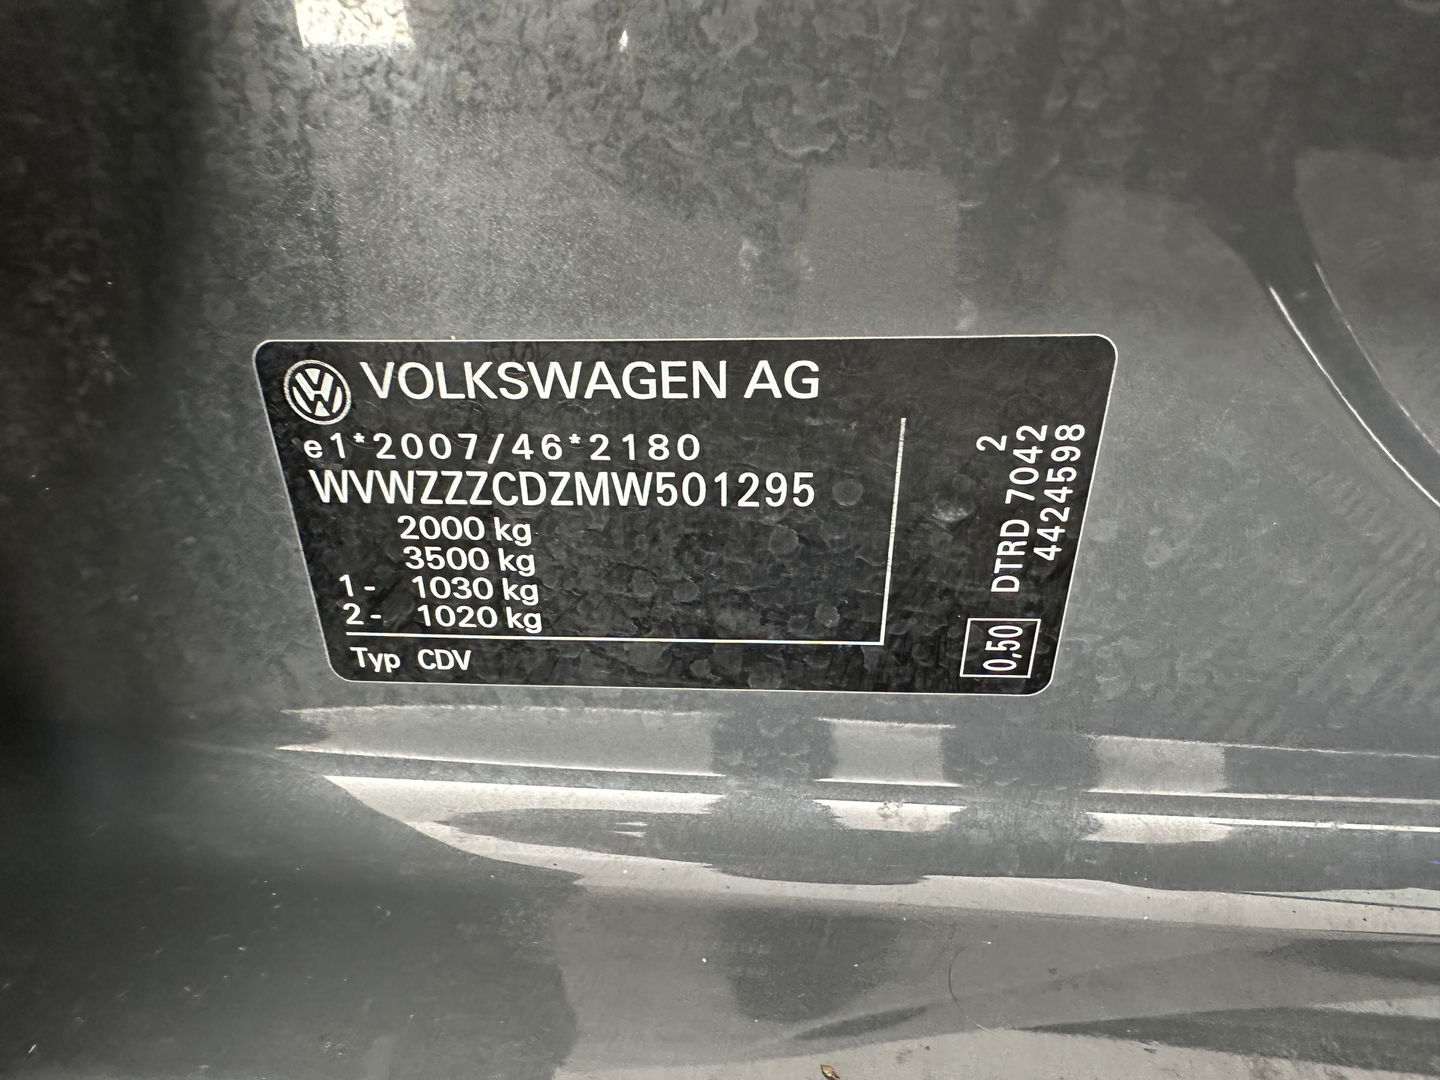 VOLKSWAGEN AG
e1*2007/46*2180
WVWZZZCDZMW501295
2000 kg
3500 kg
1- 1030 kg
2- 1020 kg
Typ CDV
2
DTRD 7042
4424598
0,50